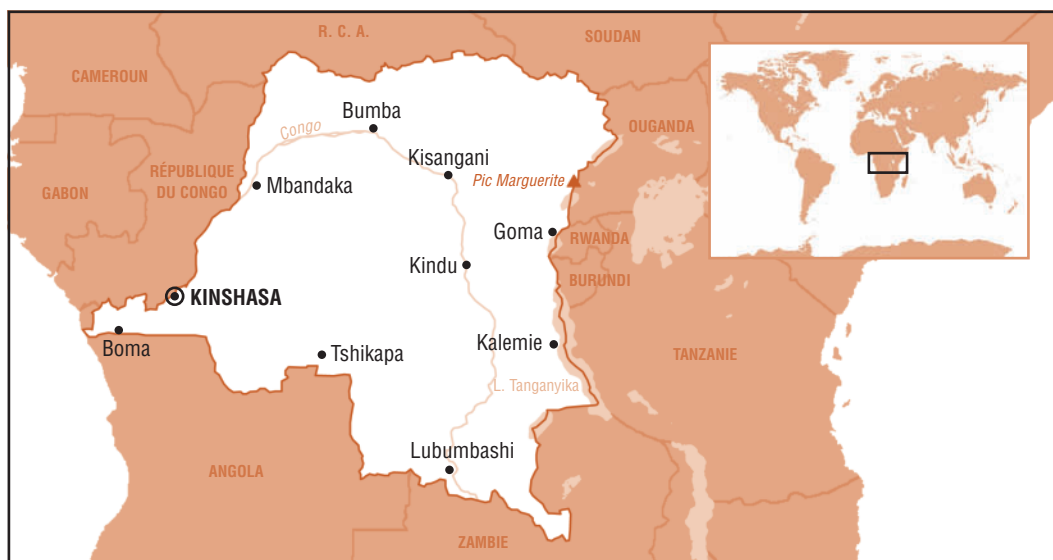 R. C. A.
SOUDAN
CAMEROUN
Bumba
Congo
OUGANDA
Kisangani
RÉPUBLIQUE
DU CONGO
Pic Marguerite
Mbandaka
GABON
Goma
RWANDA
Kindu
BURUNDI
KINSHASA
Boma
Kalemie
Tshikapa
TANZANIE
L. Tanganyika
Lubumbashi
ANGOLA
ZAMBIE